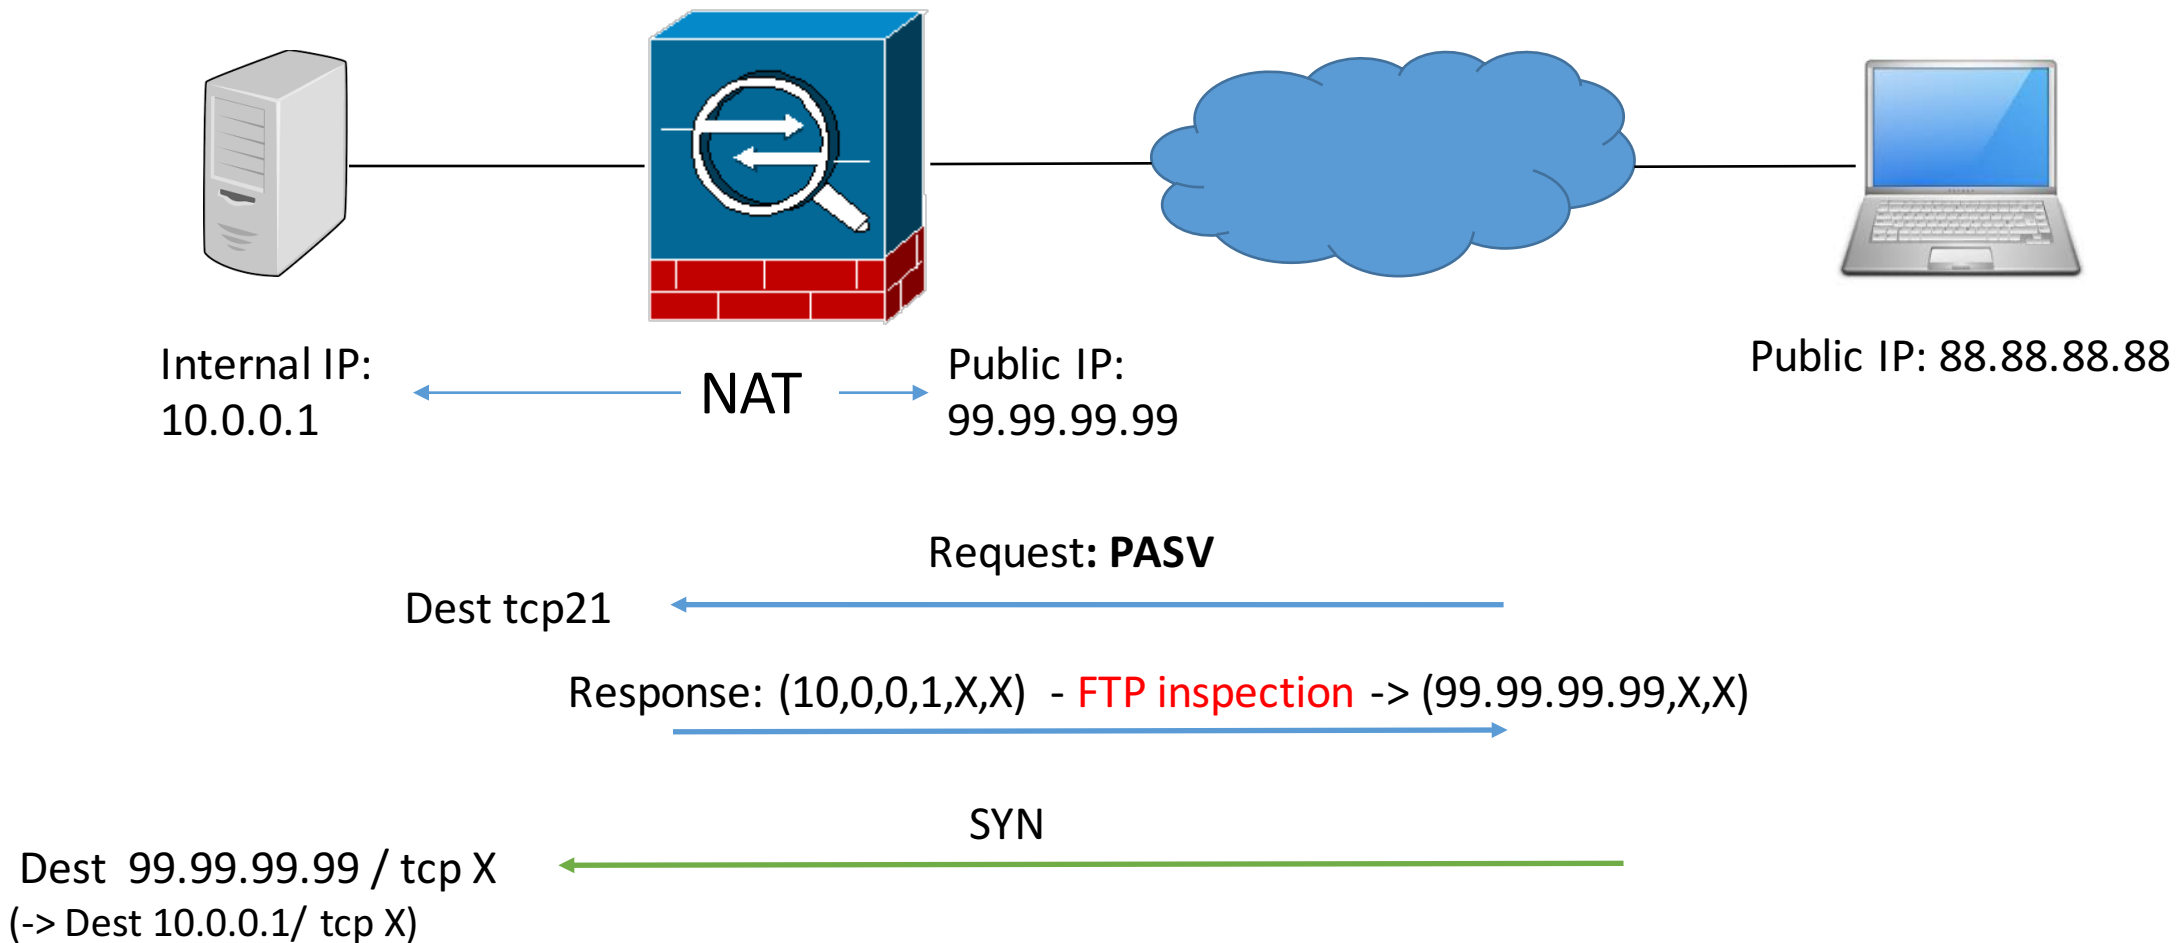 Internal IP:
10.0.0.1
NAT
Public IP:
99.99.99.99
Public IP: 88.88.88.88
Request: PASV
Dest tcp21
Response: (10,0,0,1,X,X) - FTP inspection -> (99.99.99.99,X,X)
SYN
Dest 99.99.99.99 / tcp X
(-> Dest 10.0.0.1/ tcp X)